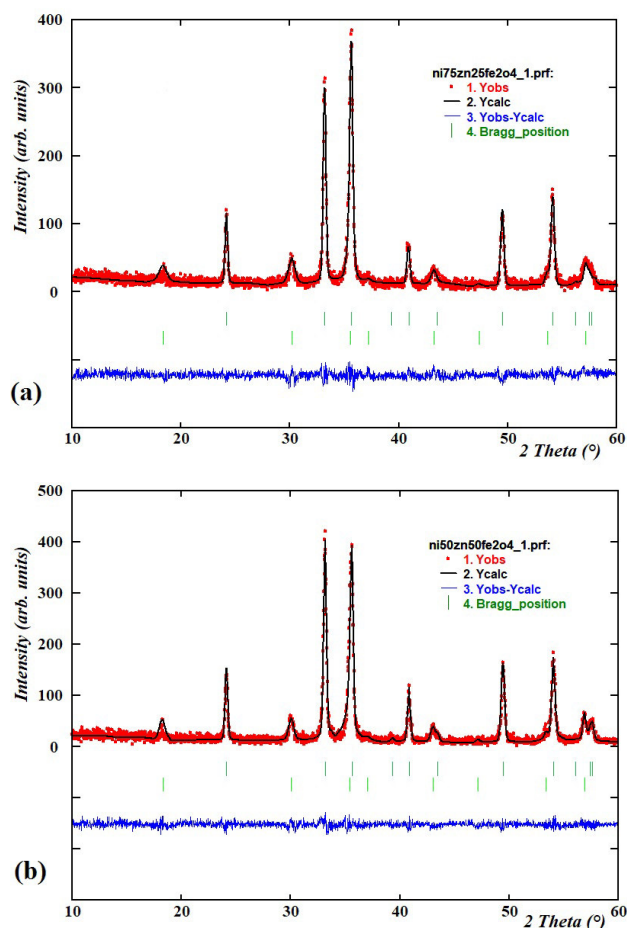 400
300
200
100
0
Intensity (arb. units)
ni75zn25fe2o4_1.prf:
1. Yobs
2. Ycalc
3. Yobs-Ycalc
4. Bragg_position
(a)
10 20 30 40 50 60
2 Theta (°)
500
400
300
200
100
0
Intensity (arb. units)
ni50zn50fe2o4_1.prf:
1. Yobs
2. Ycalc
3. Yobs-Ycalc
4. Bragg_position
(b)
10 20 30 40 50 60
2 Theta (°)